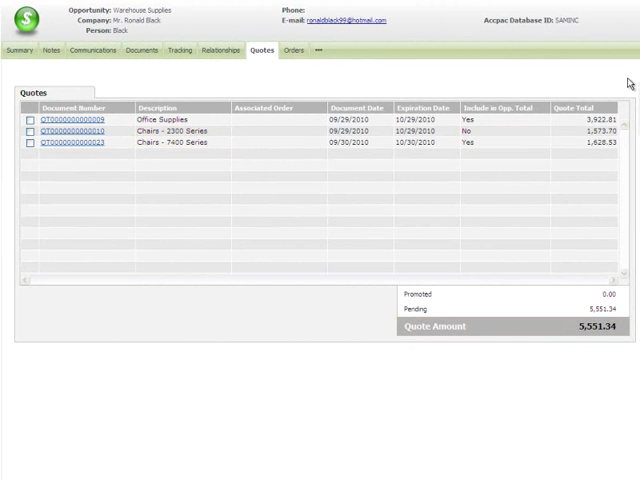 Opportunity: Warehouse Supplies Phone:
Company: Mr. Ronald Black E-mail: ronaldblack99@hotmail.com Accpac Database ID: SAMINC
Person: Black
Summary Notes Communications Documents Trading Relationships Quotes Orders •••
Quotes
Document Number Description Associated Order Document Date Expiration Date Include in Opp. Total Quote Total
QT0000000000009 Office Supplies 09/29/2010 10/29/2010 Yes 3,922.81
QT0000000000010 Chairs - 2300 Series 09/29/2010 10/29/2010 No 1,573.70
QT0000000000023 Chairs - 7400 Series 09/30/2010 10/30/2010 Yes 1,628.53
Promoted 0.00
Pending 5,551.34
Quote Amount 5,551.34